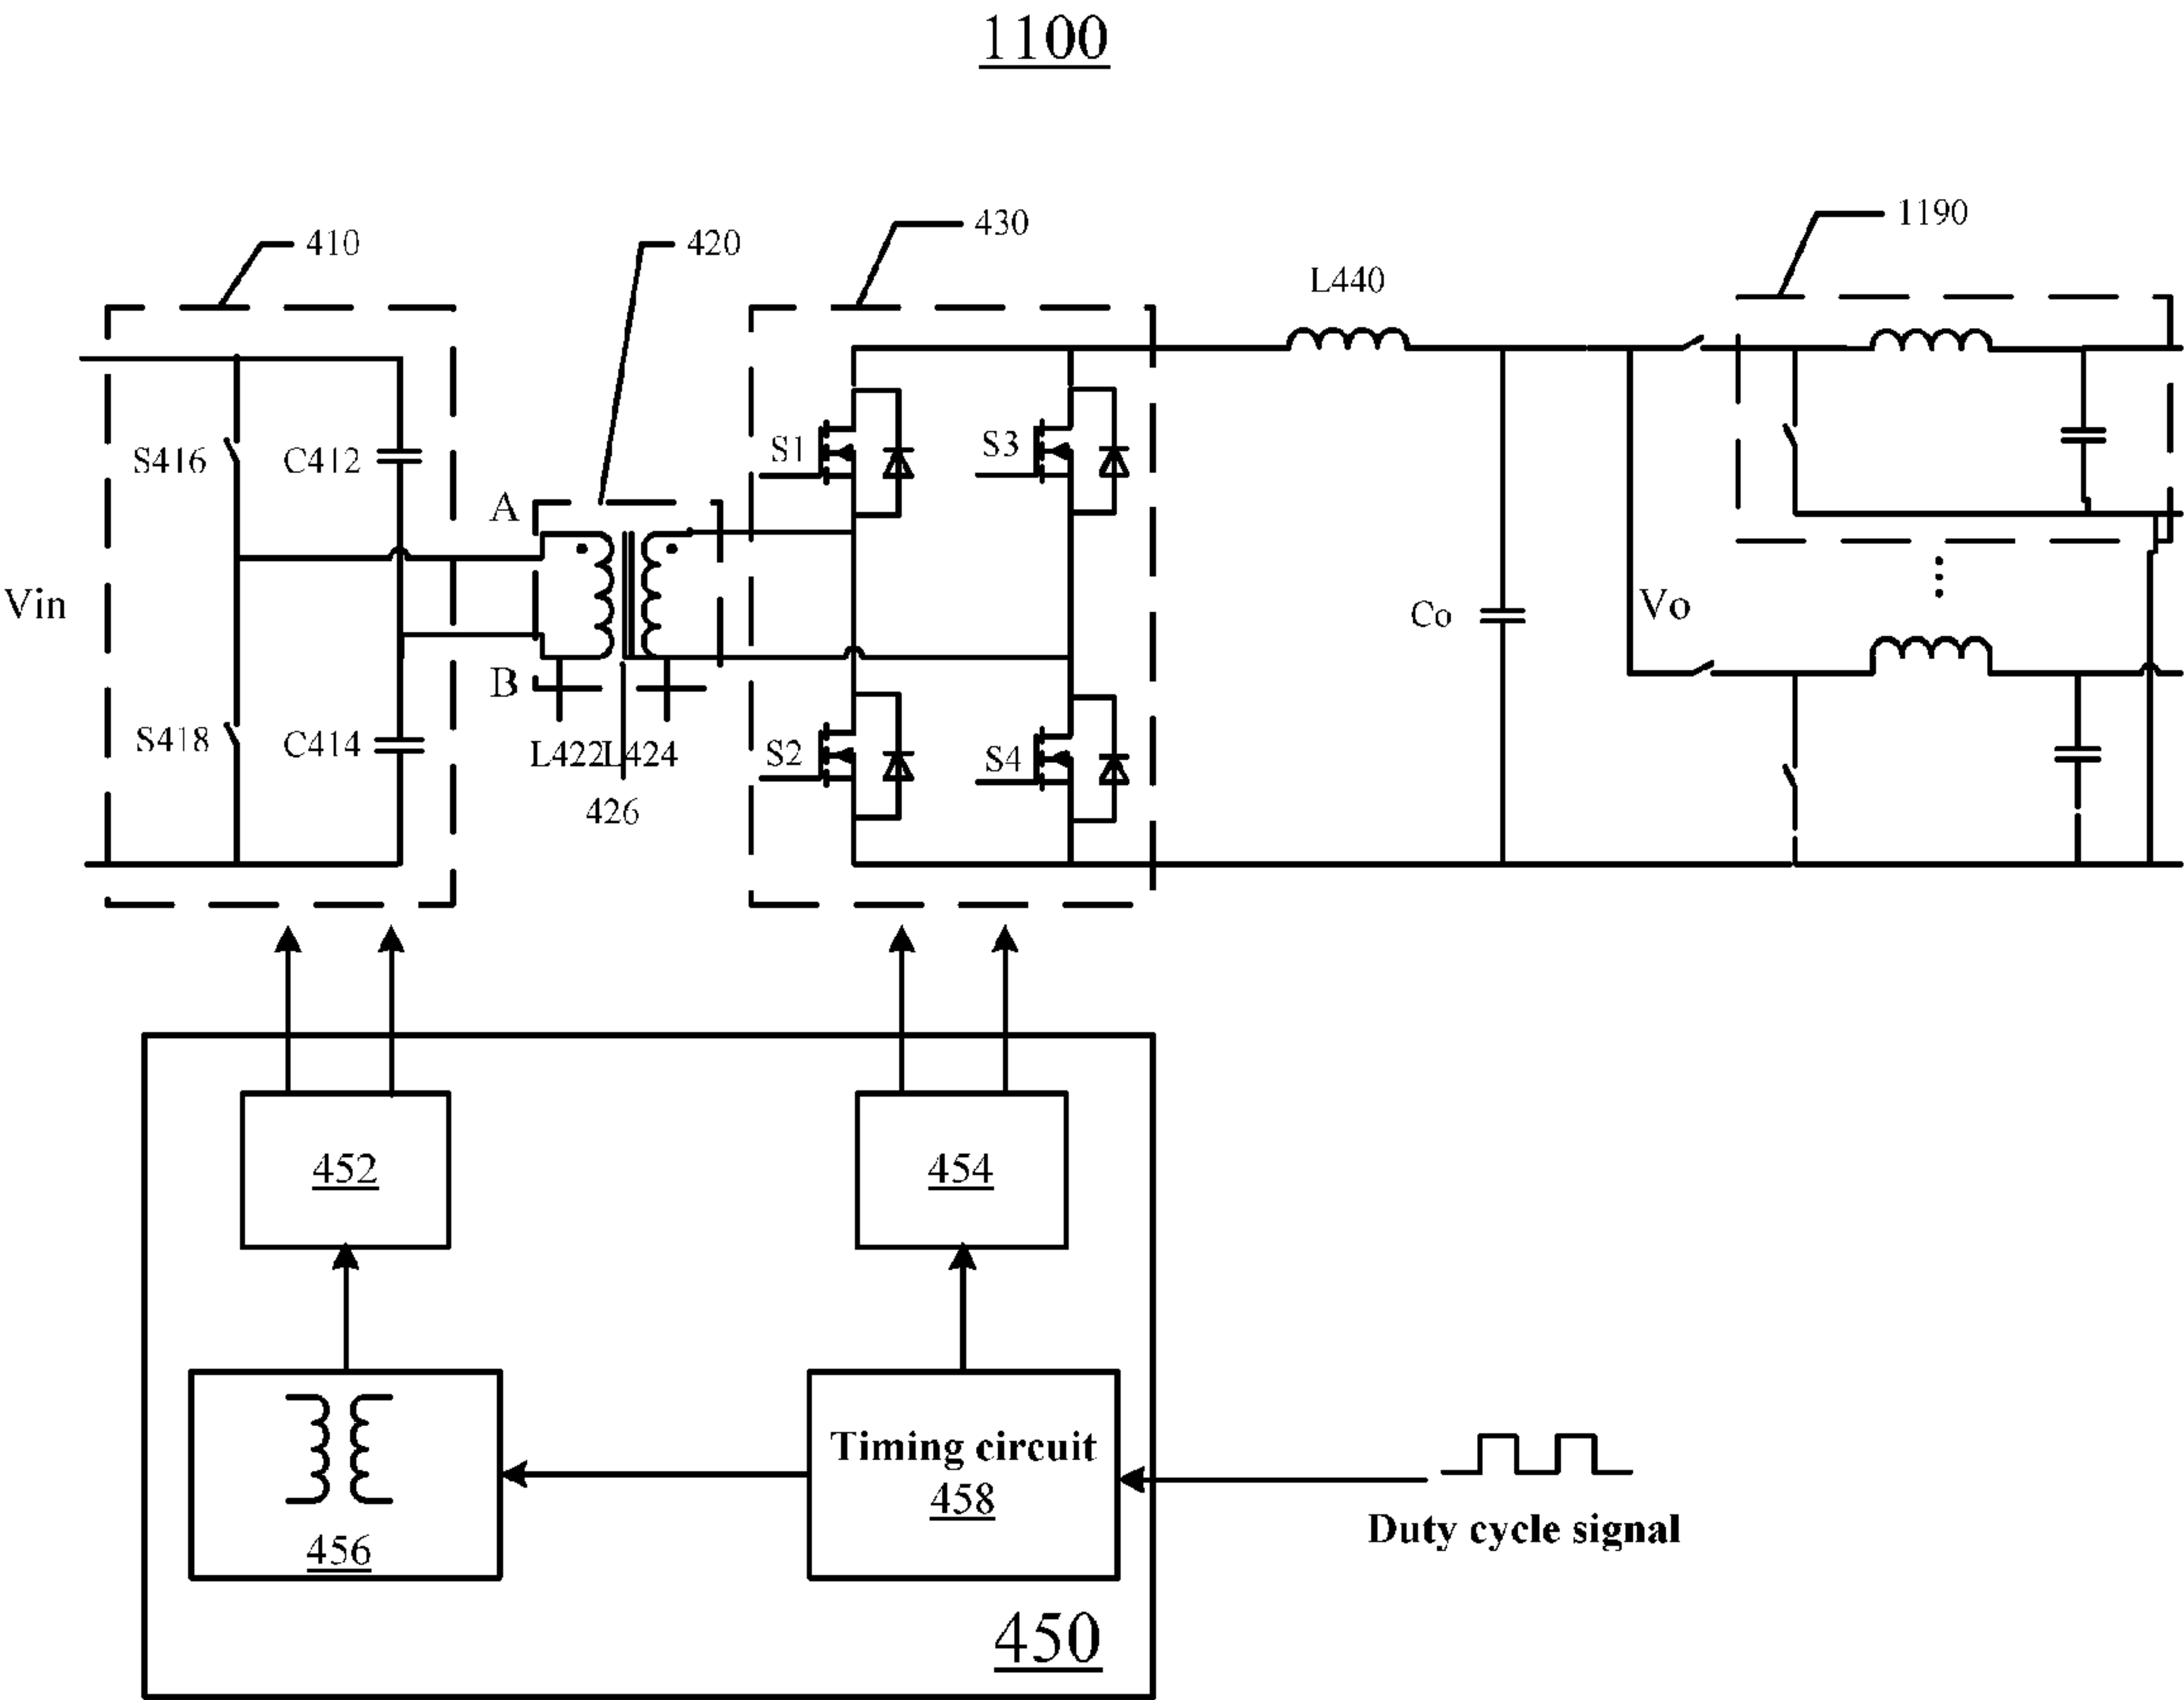 1100
410
420
430
1190
L440
S416
C412
S1
S3
A
Vin
Co
Vo
B
S418
C414
L422
L424
S2
S4
426
452
454
Timing circuit
458
456
Duty cycle signal
450